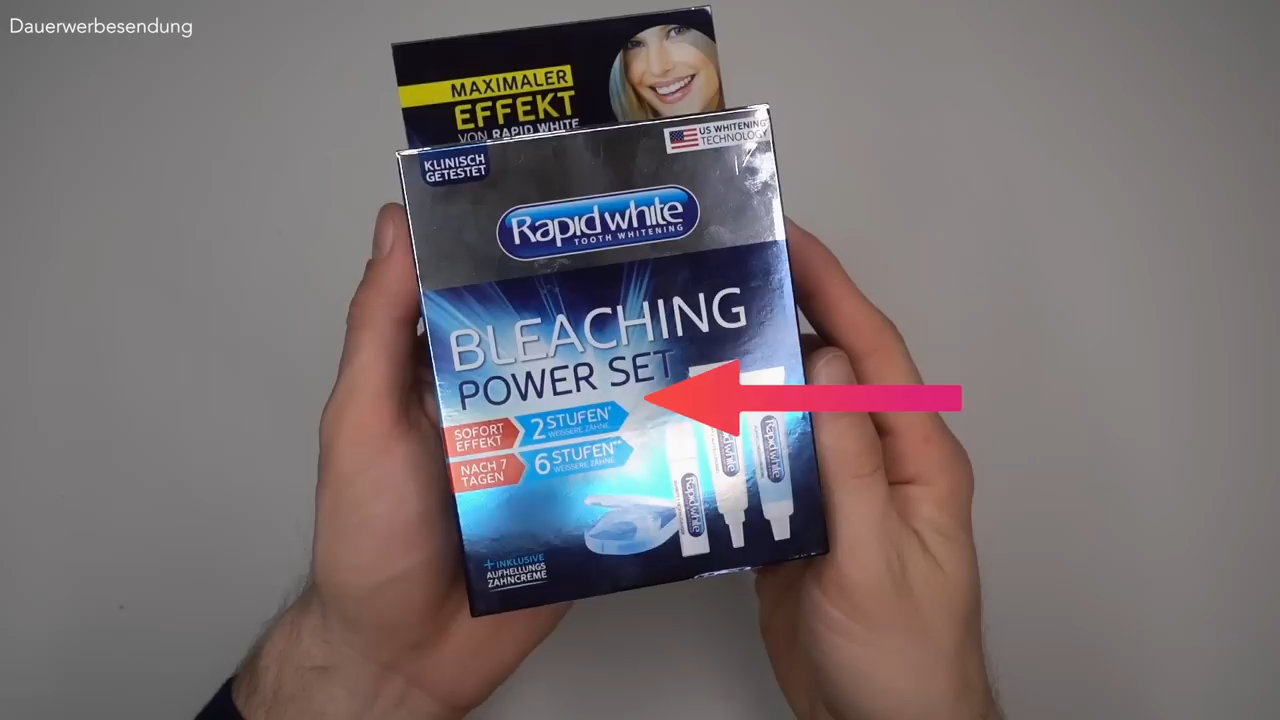 Dauerwerbesendung
MAXIMALER
EFFEKT
VON RAPID WHITE
KLINISCH
GETESTET
US WHITENING
TECHNOLOGY
Rapid white
TOOTH WHITENING
BLEACHING
POWER SET
SOFORT
EFFEKT
2 STUFEN*
WEISSERE ZÄHNE
NACH 7
TAGEN
6 STUFEN**
WEISSERE ZÄHNE
Rapid white
Rapid white
Rapid white
+ INKLUSIVE
AUFHELLUNGS
ZAHNCREME